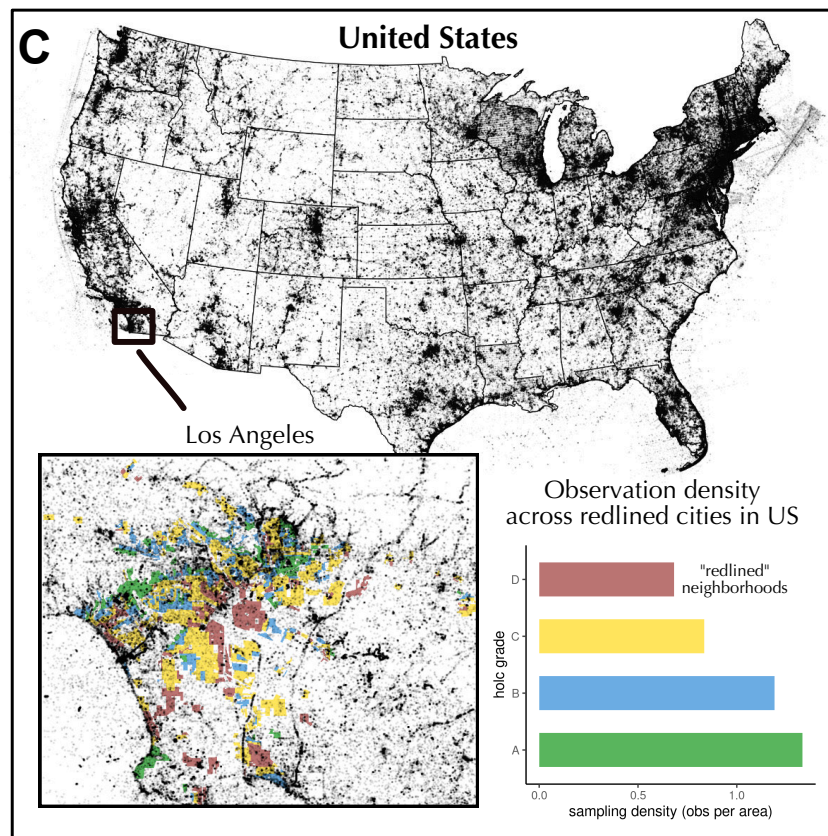 C
United States
Los Angeles
Observation density
across redlined cities in US
D
"redlined"
neighborhoods
C
B
A
holc grade
0.0
0.5
1.0
sampling density (obs per area)